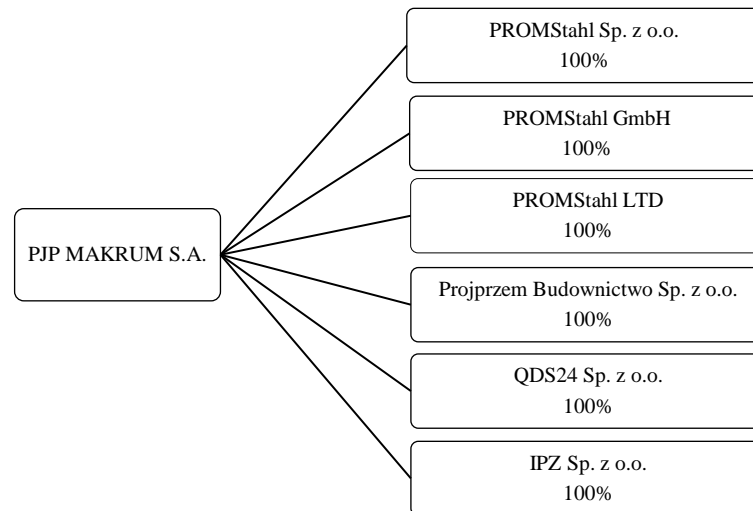 PROMStahl Sp. z o.o.
100%
PROMStahl GmbH
100%
PROMStahl LTD
100%
PJP MAKRUM S.A.
Projprzem Budownictwo Sp. z o.o.
100%
QDS24 Sp. z o.o.
100%
IPZ Sp. z o.o.
100%